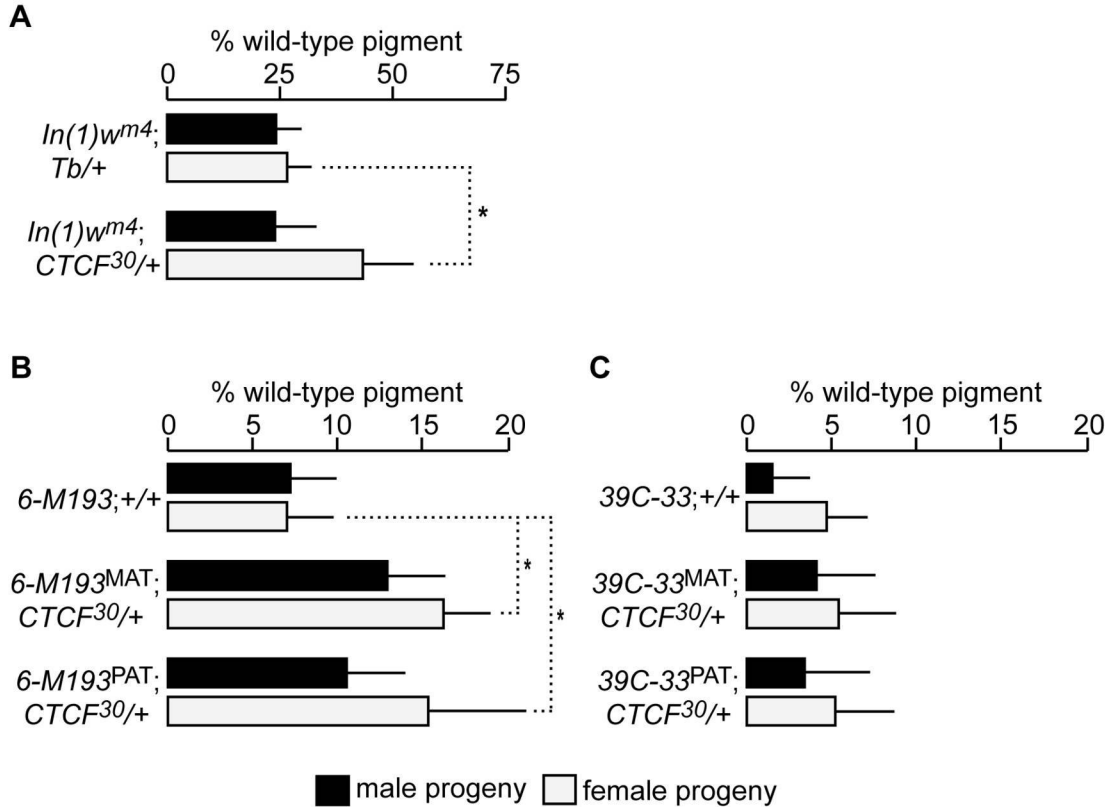 A
% wild-type pigment
0 25 50 75
In(1)wᵐ⁴;
Tb/+
In(1)wᵐ⁴;
CTCF³⁰/+
*
B
% wild-type pigment
0 5 10 15 20
6-M193;+/+
6-M193ᴹᴬᵀ;
CTCF³⁰/+
6-M193ᴾᴬᵀ;
CTCF³⁰/+
*
*
C
% wild-type pigment
0 5 10 15 20
39C-33;+/+
39C-33ᴹᴬᵀ;
CTCF³⁰/+
39C-33ᴾᴬᵀ;
CTCF³⁰/+
male progeny female progeny